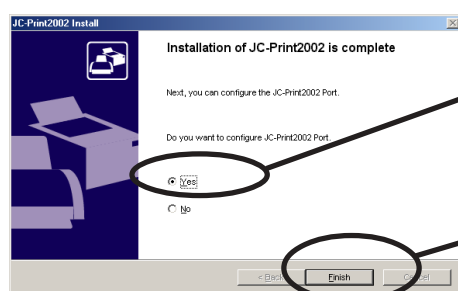 JC-Print2002 Install
Installation of JC-Print2002 is complete
Next, you can configure the JC-Print2002 Port.
Do you want to configure JC-Print2002 Port.
Yes
No
< Back Finish Cancel